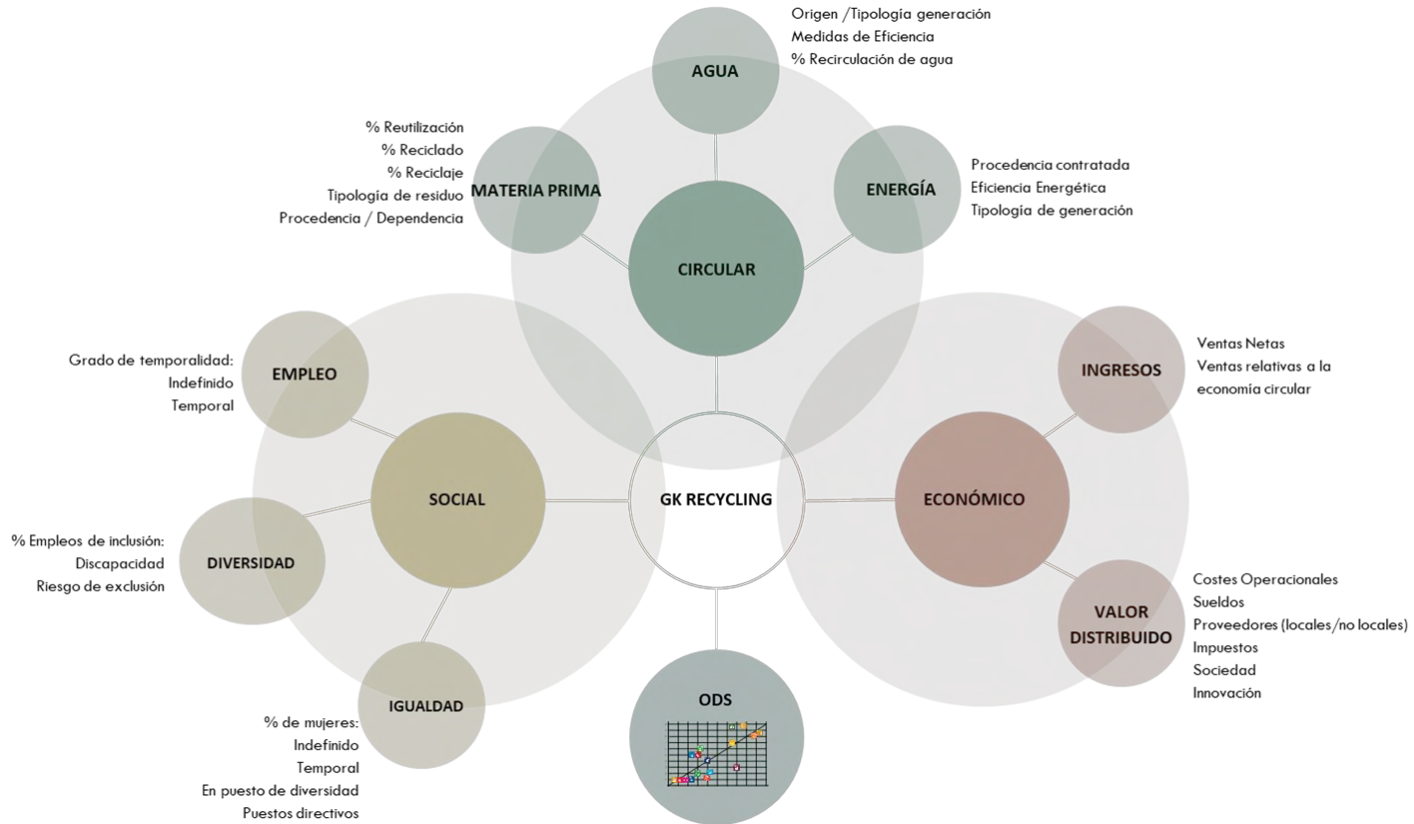 Origen /Tipología generación
Medidas de Eficiencia
% Recirculación de agua
AGUA
% Reutilización
% Reciclado
% Reciclaje
Tipología de residuo
Procedencia / Dependencia
MATERIA PRIMA
ENERGÍA
Procedencia contratada
Eficiencia Energética
Tipología de generación
CIRCULAR
Grado de temporalidad:
Indefinido
Temporal
EMPLEO
INGRESOS
Ventas Netas
Ventas relativas a la
economía circular
SOCIAL
GK RECYCLING
ECONÓMICO
% Empleos de inclusión:
Discapacidad
Riesgo de exclusión
DIVERSIDAD
VALOR
DISTRIBUIDO
Costes Operacionales
Sueldos
Proveedores (locales/no locales)
Impuestos
Sociedad
Innovación
IGUALDAD
% de mujeres:
Indefinido
Temporal
En puesto de diversidad
Puestos directivos
ODS